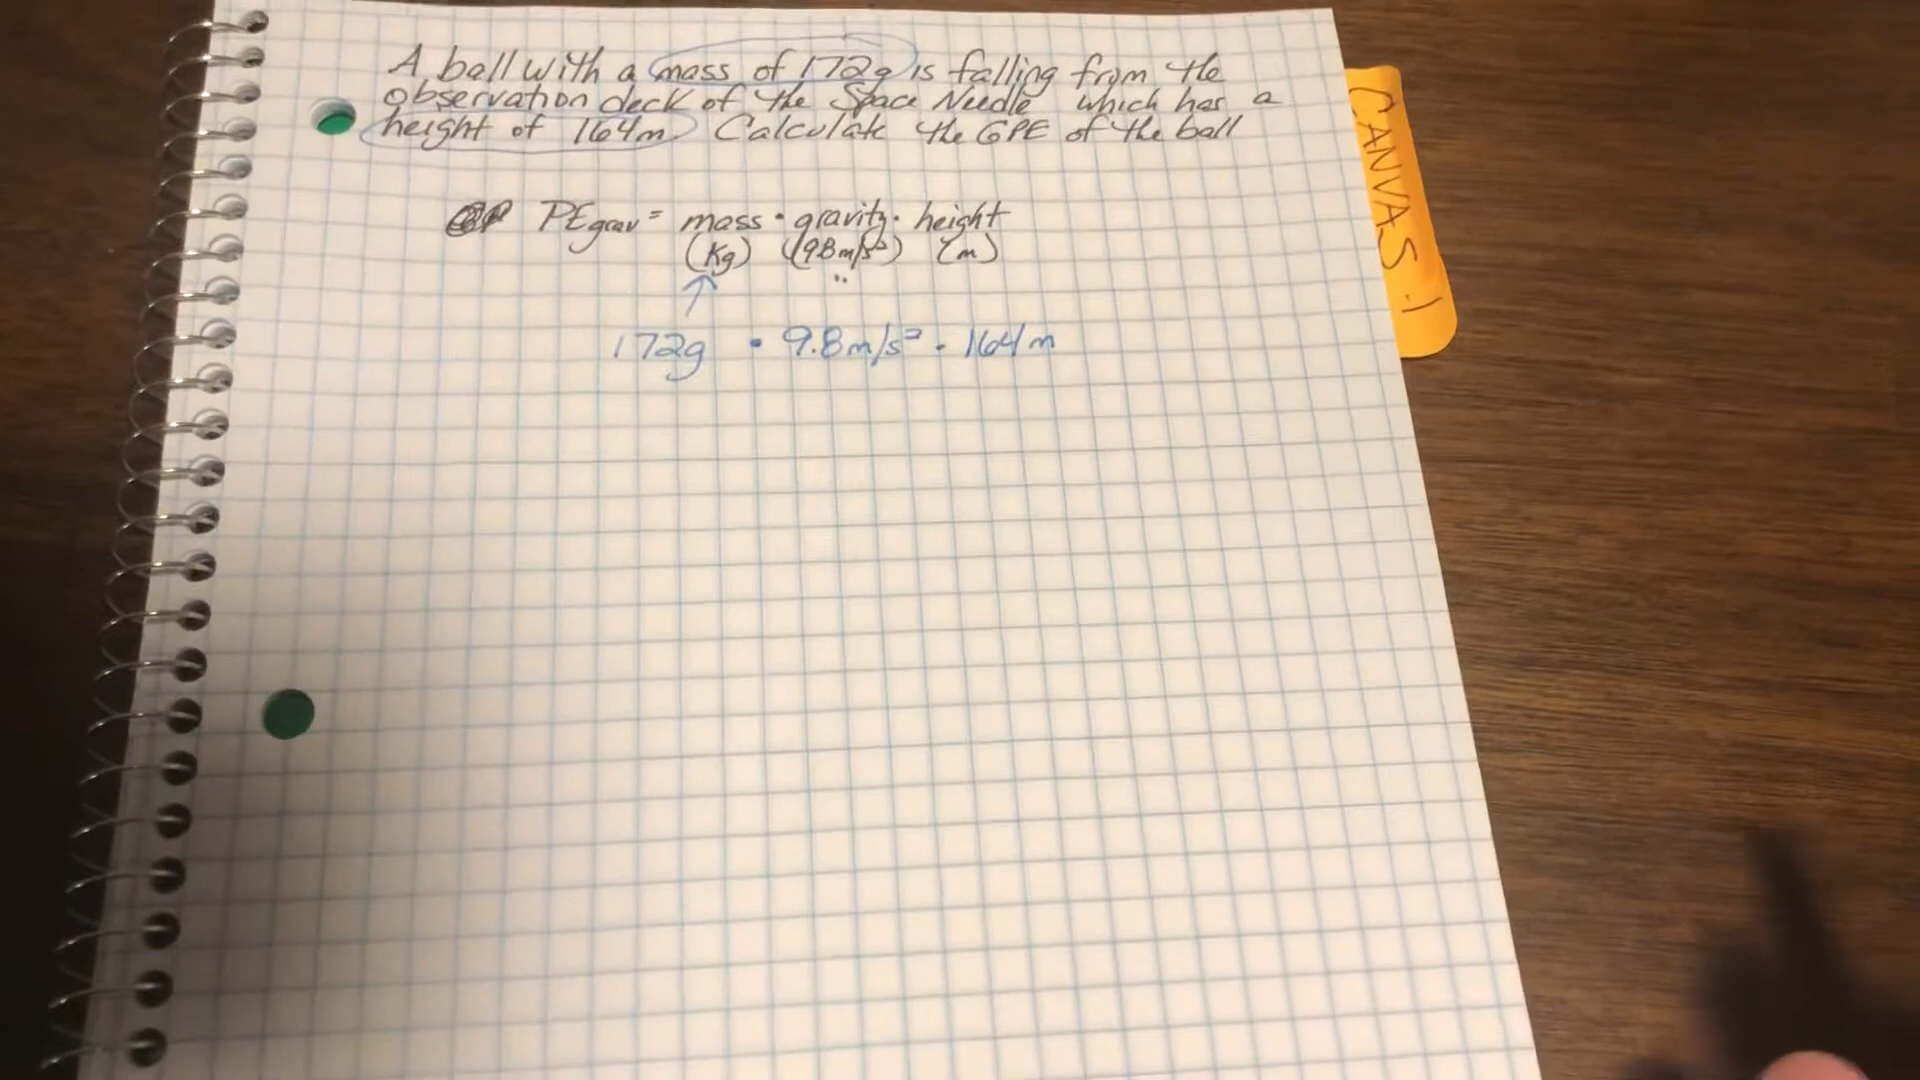 A ball with a mass of 172g is falling from the
observation deck of the Space Needle which has a
height of 164m Calculate the GPE of the ball
PEgrav = mass · gravity · height
(Kg) (9.8m/s²) (m)
172g · 9.8m/s² · 164m
CANVAS.1